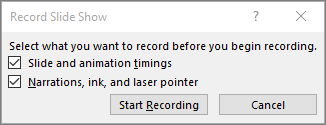 Record Slide Show ? ×
Select what you want to record before you begin recording.
Slide and animation timings
Narrations, ink, and laser pointer
Start Recording Cancel